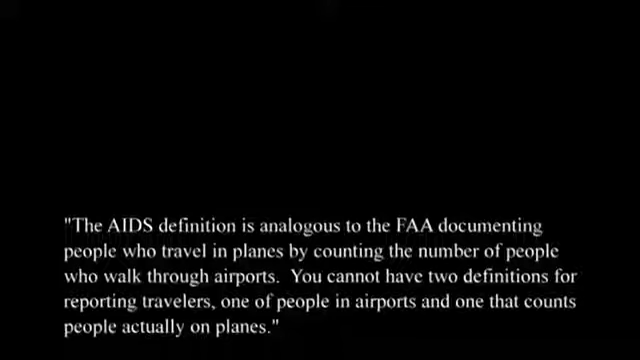 "The AIDS definition is analogous to the FAA documenting
people who travel in planes by counting the number of people
who walk through airports.  You cannot have two definitions for
reporting travelers, one of people in airports and one that counts
people actually on planes."